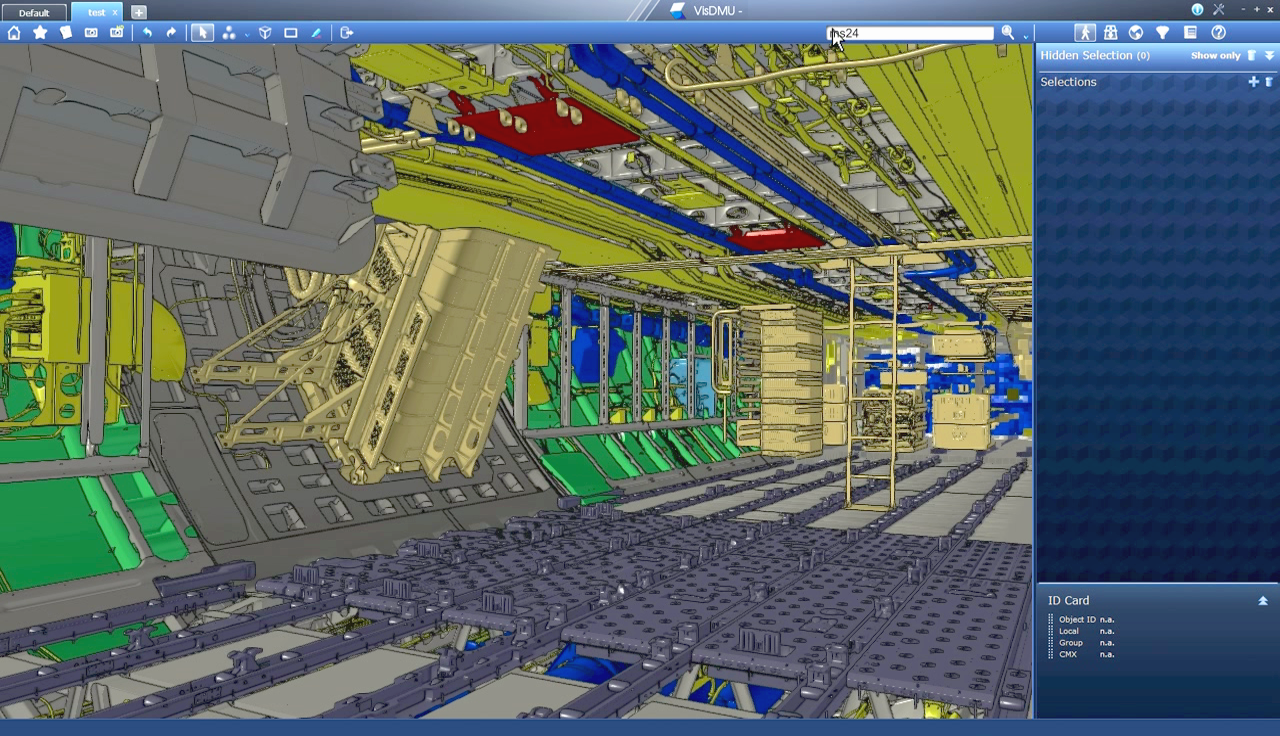 Default
test x
VisDMU -
ms24
Hidden Selection (0)
Show only
Selections
ID Card
Object ID n.a.
Local n.a.
Group n.a.
CMX n.a.